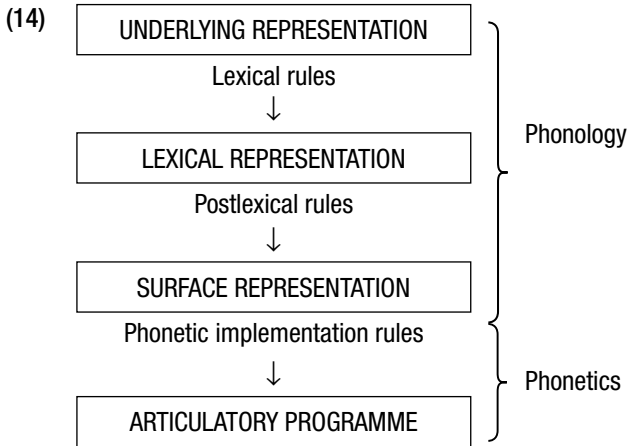 (14)
UNDERLYING REPRESENTATION
Lexical rules
↓
LEXICAL REPRESENTATION
Phonology
Postlexical rules
↓
SURFACE REPRESENTATION
Phonetic implementation rules
↓
Phonetics
ARTICULATORY PROGRAMME